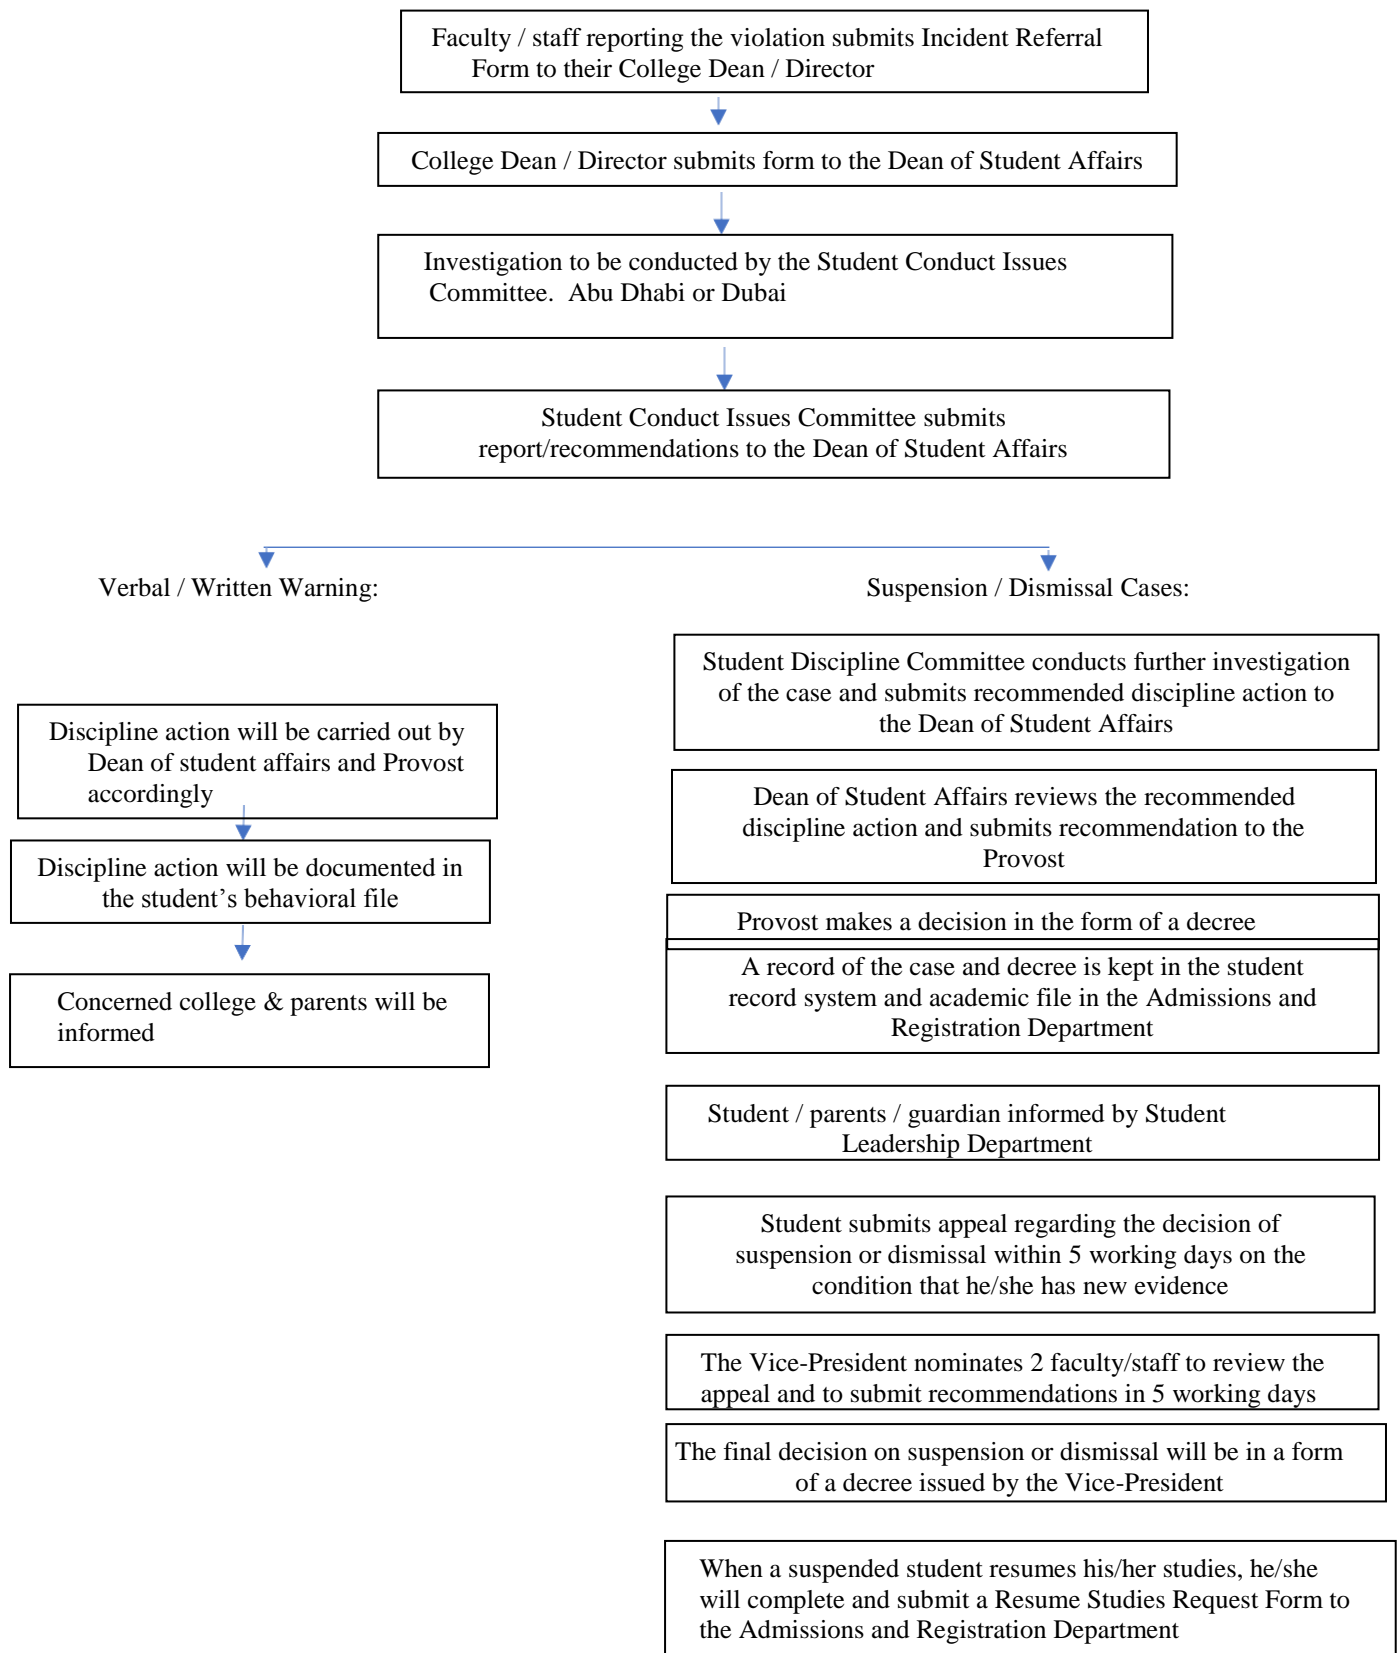 Faculty / staff reporting the violation submits Incident Referral
Form to their College Dean / Director
College Dean / Director submits form to the Dean of Student Affairs
Investigation to be conducted by the Student Conduct Issues
Committee. Abu Dhabi or Dubai
Student Conduct Issues Committee submits
report/recommendations to the Dean of Student Affairs
Verbal / Written Warning:
Discipline action will be carried out by
Dean of student affairs and Provost
accordingly
Discipline action will be documented in
the student’s behavioral file
Concerned college & parents will be
informed
Suspension / Dismissal Cases:
Student Discipline Committee conducts further investigation
of the case and submits recommended discipline action to
the Dean of Student Affairs
Dean of Student Affairs reviews the recommended
discipline action and submits recommendation to the
Provost
Provost makes a decision in the form of a decree
A record of the case and decree is kept in the student
record system and academic file in the Admissions and
Registration Department
Student / parents / guardian informed by Student
Leadership Department
Student submits appeal regarding the decision of
suspension or dismissal within 5 working days on the
condition that he/she has new evidence
The Vice-President nominates 2 faculty/staff to review the
appeal and to submit recommendations in 5 working days
The final decision on suspension or dismissal will be in a form
of a decree issued by the Vice-President
When a suspended student resumes his/her studies, he/she
will complete and submit a Resume Studies Request Form to
the Admissions and Registration Department